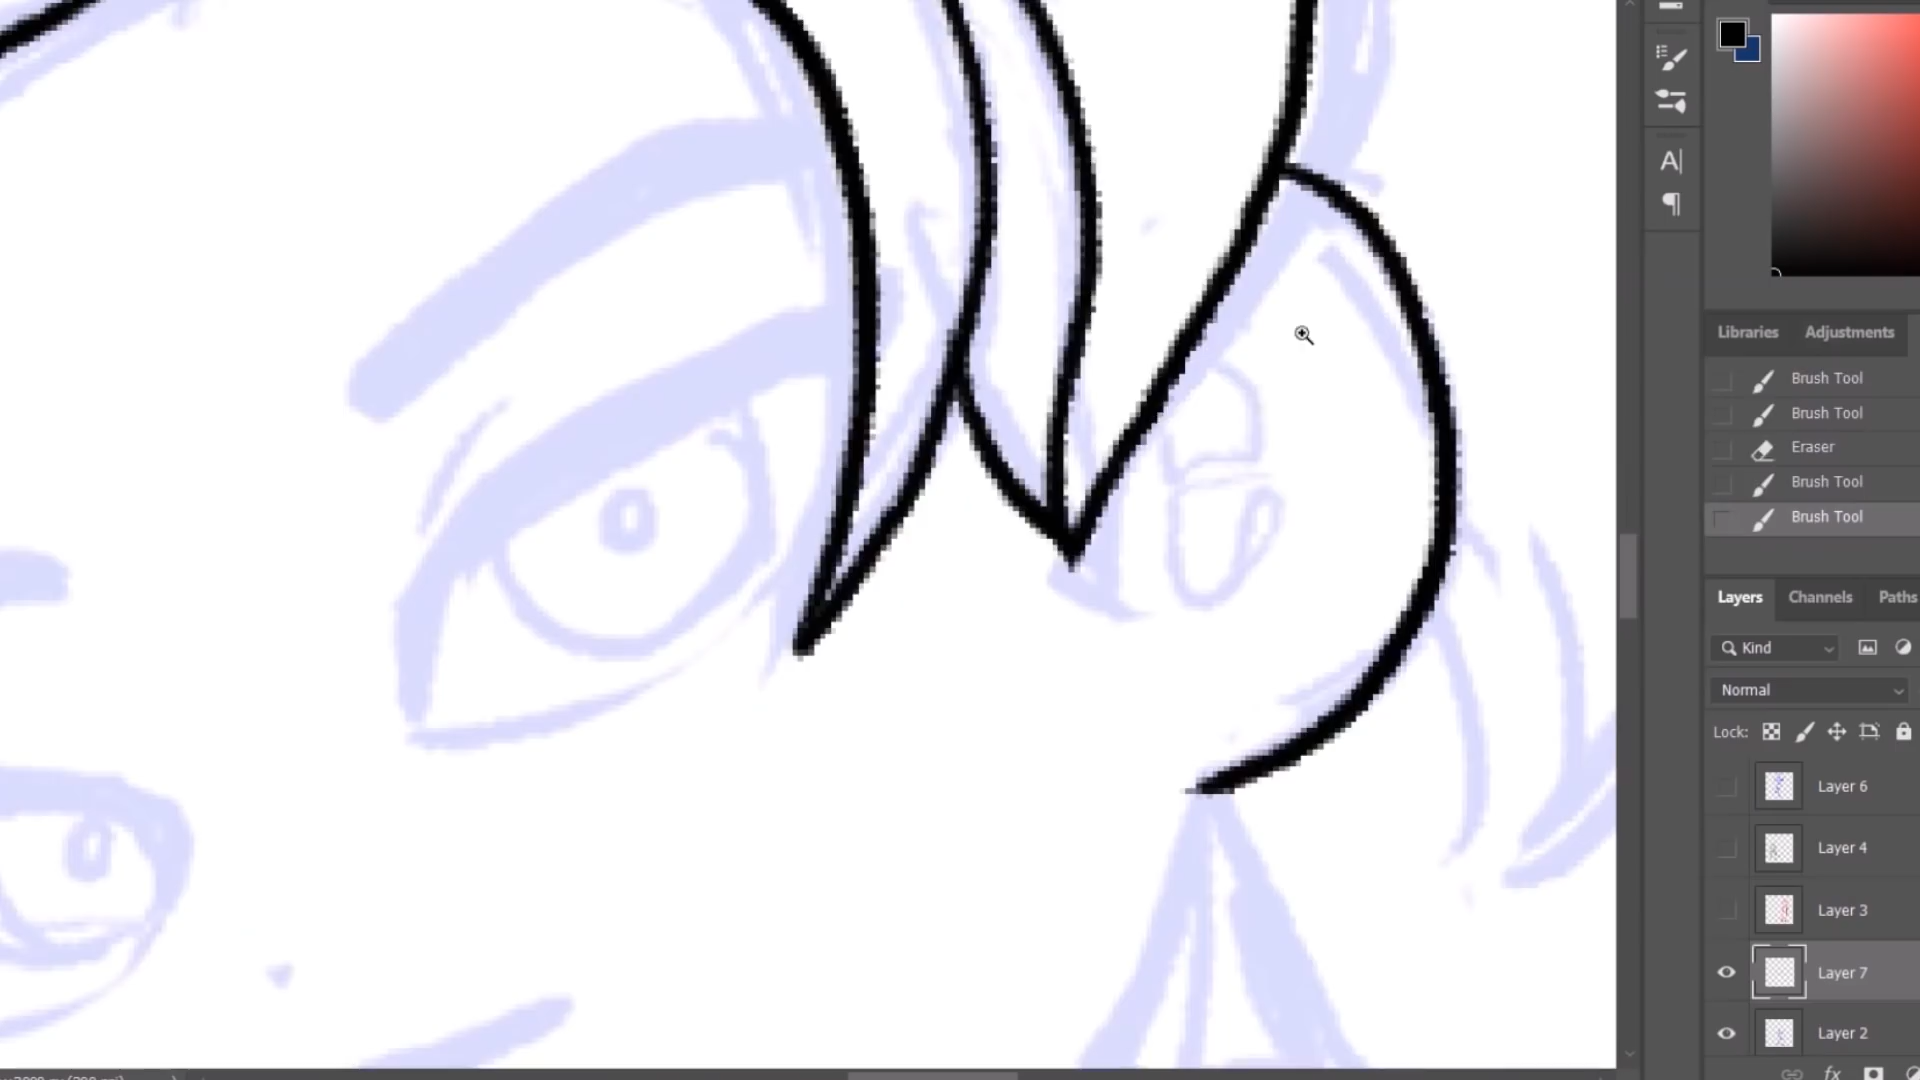 A|
Libraries Adjustments
Brush Tool
Brush Tool
Eraser
Brush Tool
Brush Tool
Layers Channels Paths
Kind
Normal
Lock:
Layer 6
Layer 4
Layer 3
Layer 7
Layer 2
fx